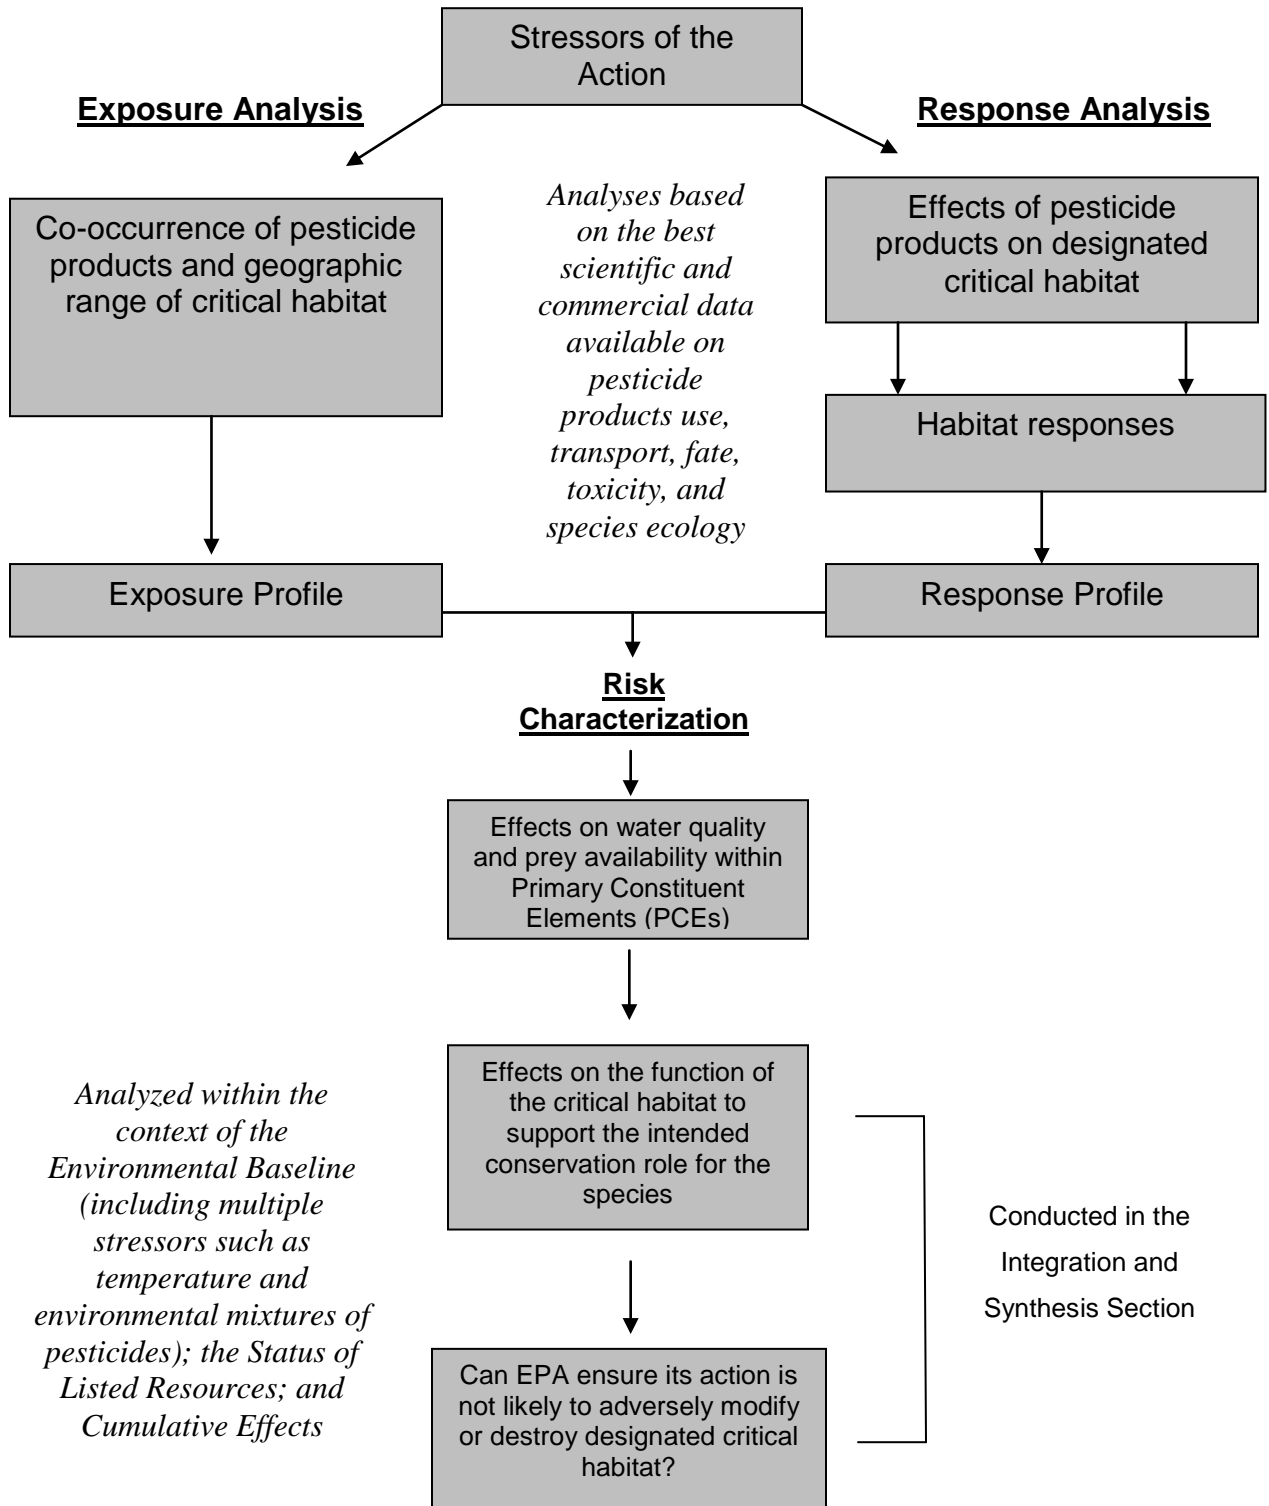 Stressors of the
Action
Exposure Analysis
Response Analysis
Co-occurrence of pesticide
products and geographic
range of critical habitat
Analyses based
on the best
scientific and
commercial data
available on
pesticide
products use,
transport, fate,
toxicity, and
species ecology
Effects of pesticide
products on designated
critical habitat
Habitat responses
Exposure Profile
Response Profile
Risk
Characterization
Effects on water quality
and prey availability within
Primary Constituent
Elements (PCEs)
Effects on the function of
the critical habitat to
support the intended
conservation role for the
species
Analyzed within the
context of the
Environmental Baseline
(including multiple
stressors such as
temperature and
environmental mixtures of
pesticides); the Status of
Listed Resources; and
Cumulative Effects
Conducted in the
Integration and
Synthesis Section
Can EPA ensure its action is
not likely to adversely modify
or destroy designated critical
habitat?